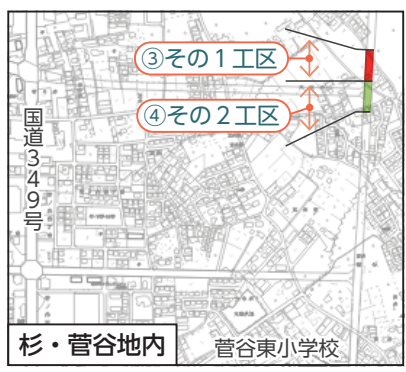 ③その1工区
④その2工区
国道349号
杉・菅谷地内
菅谷東小学校